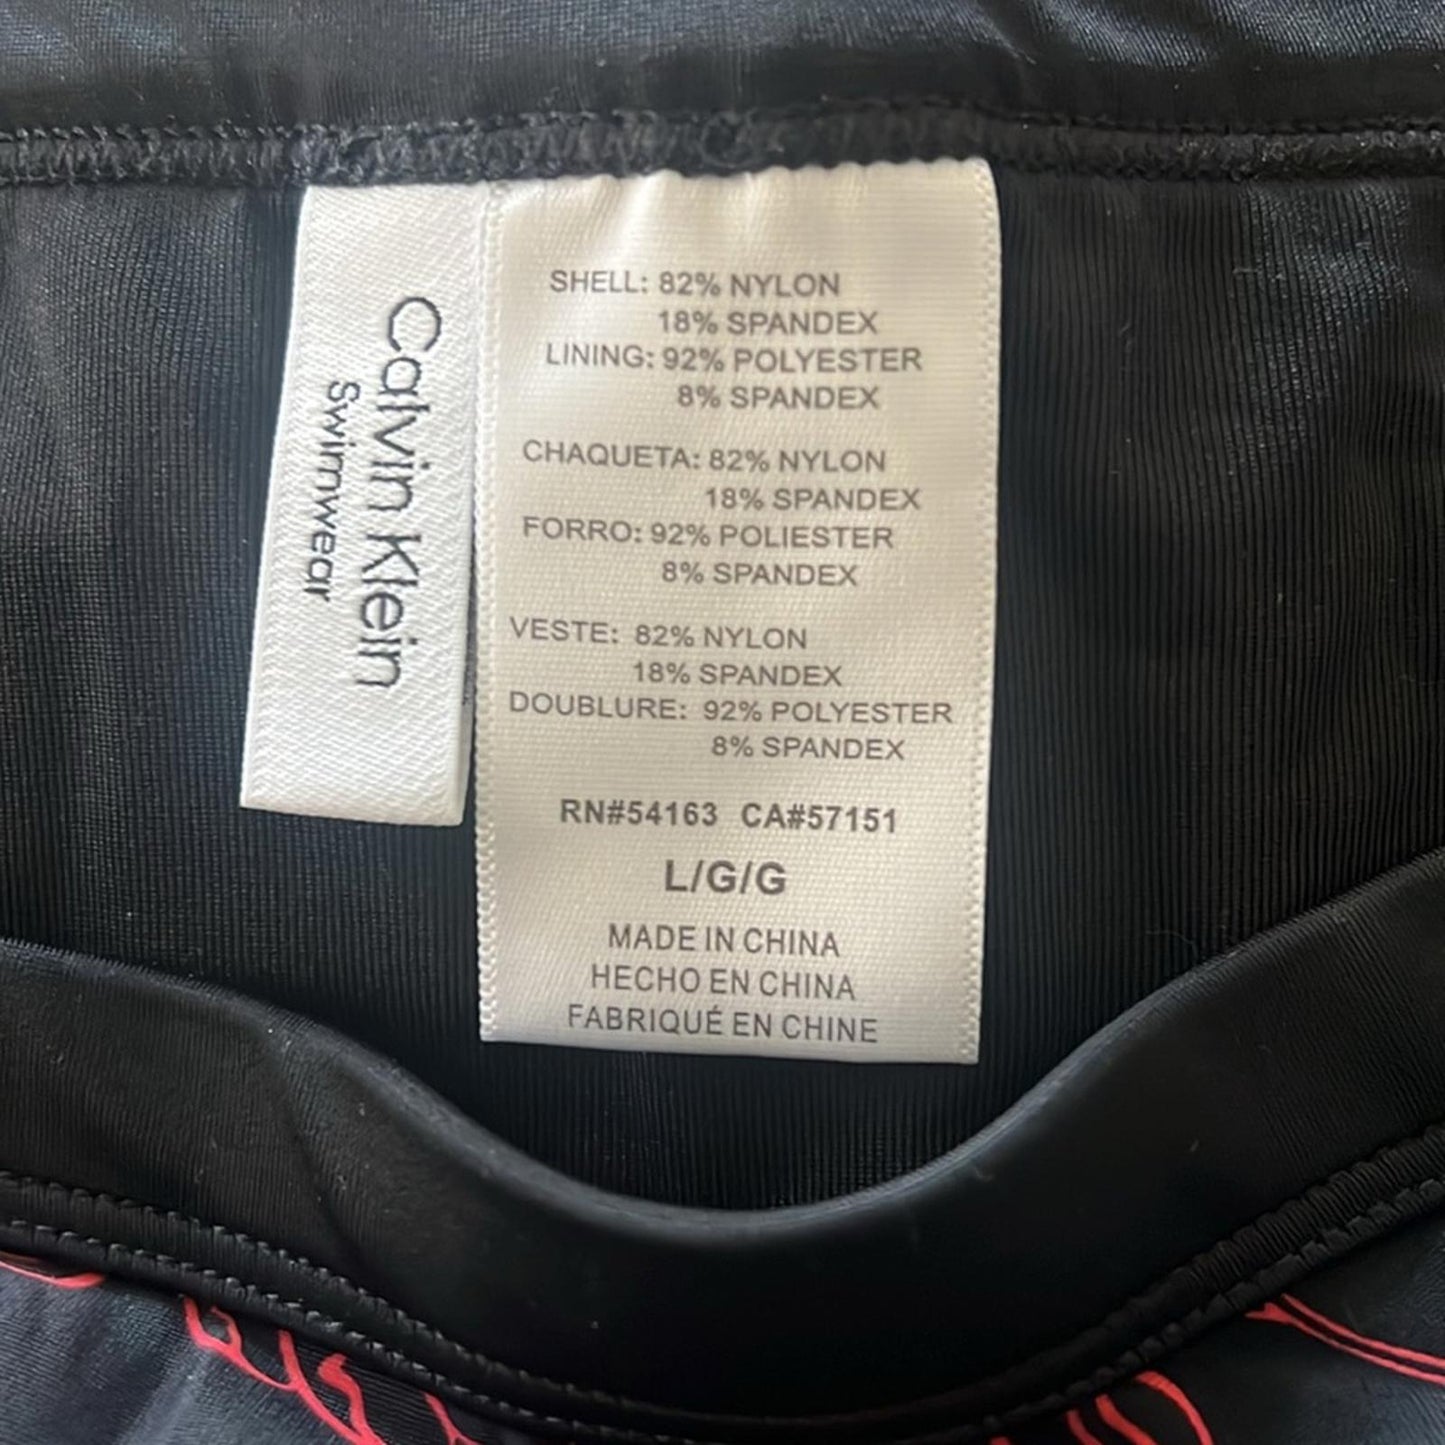 Calvin Klein
Swimwear
SHELL: 82% NYLON
18% SPANDEX
LINING: 92% POLYESTER
8% SPANDEX
CHAQUETA: 82% NYLON
18% SPANDEX
FORRO: 92% POLIESTER
8% SPANDEX
VESTE: 82% NYLON
18% SPANDEX
DOUBLURE: 92% POLYESTER
8% SPANDEX
RN#54163 CA#57151
L/G/G
MADE IN CHINA
HECHO EN CHINA
FABRIQUÉ EN CHINE